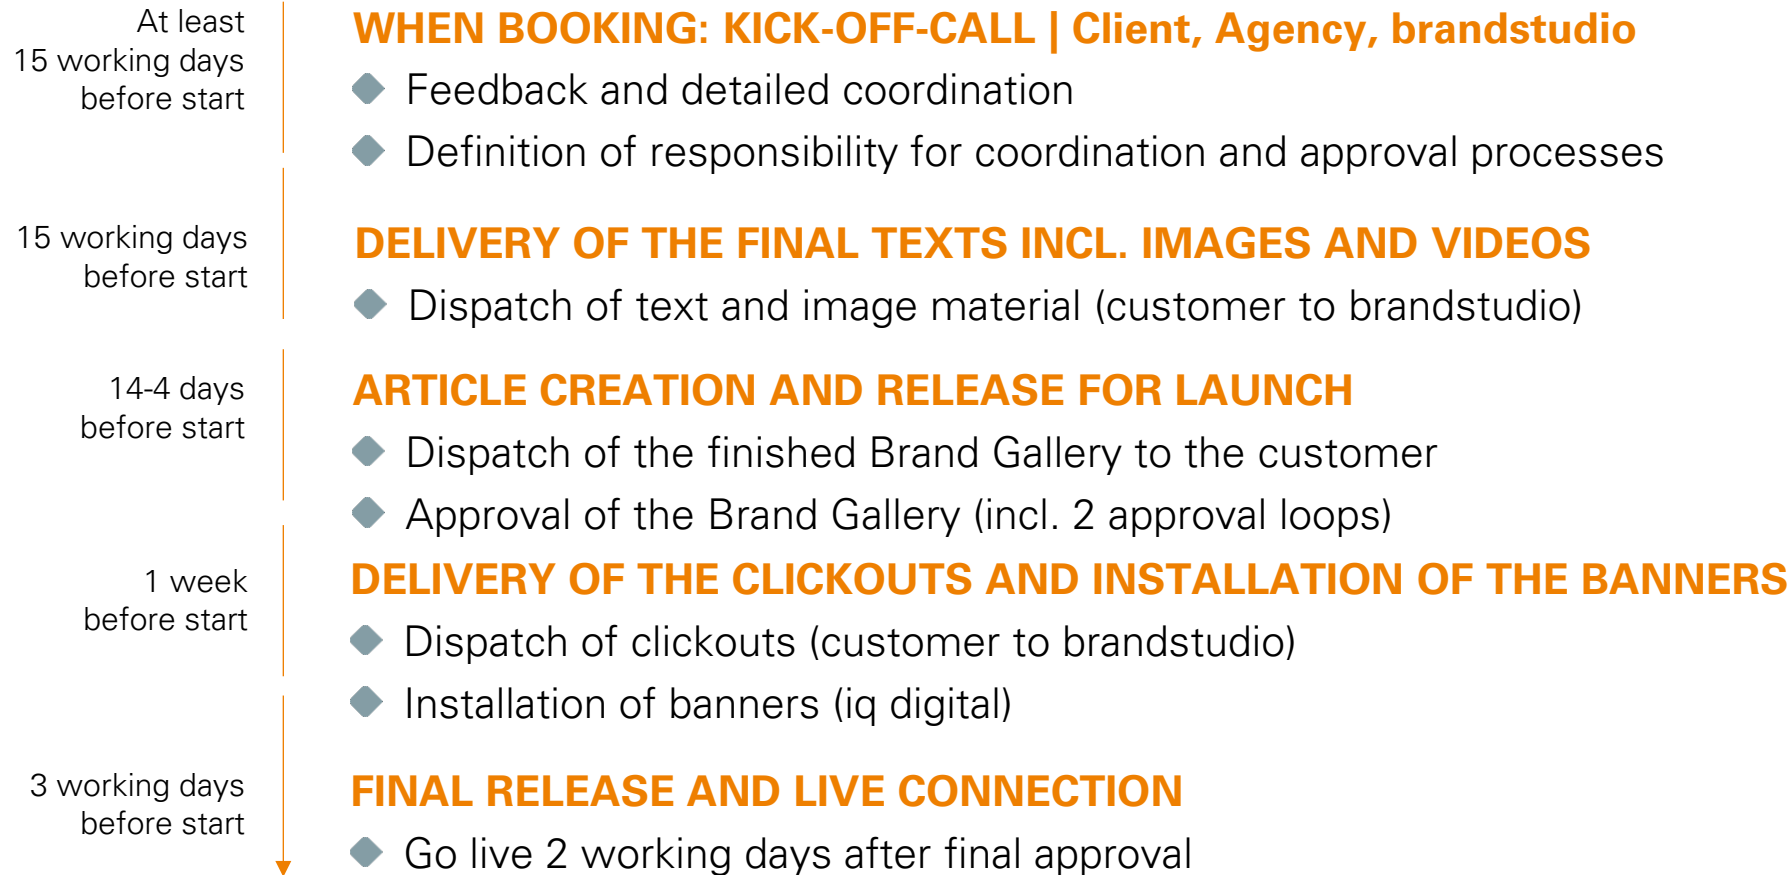 At least
15 working days
before start
WHEN BOOKING: KICK-OFF-CALL | Client, Agency, brandstudio
Feedback and detailed coordination
Definition of responsibility for coordination and approval processes
15 working days
before start
DELIVERY OF THE FINAL TEXTS INCL. IMAGES AND VIDEOS
Dispatch of text and image material (customer to brandstudio)
14-4 days
before start
ARTICLE CREATION AND RELEASE FOR LAUNCH
Dispatch of the finished Brand Gallery to the customer
Approval of the Brand Gallery (incl. 2 approval loops)
1 week
before start
DELIVERY OF THE CLICKOUTS AND INSTALLATION OF THE BANNERS
Dispatch of clickouts (customer to brandstudio)
Installation of banners (iq digital)
3 working days
before start
FINAL RELEASE AND LIVE CONNECTION
Go live 2 working days after final approval